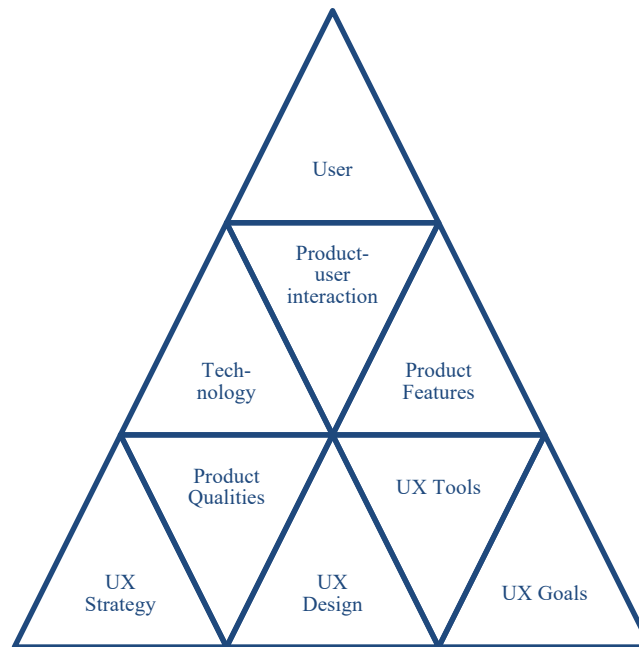 User
Product-
user
interaction
Tech-
nology
Product
Features
Product
Qualities
UX Tools
UX
Strategy
UX
Design
UX Goals